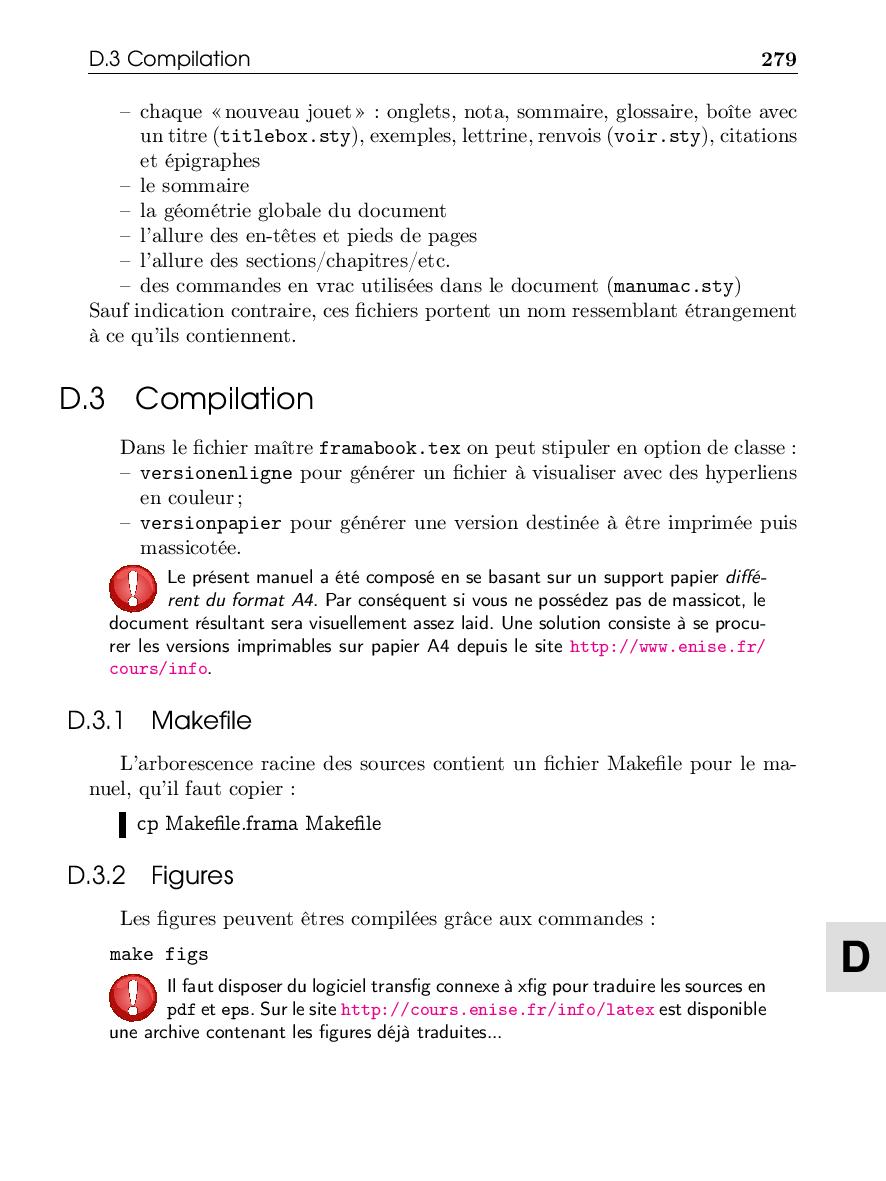 D.3 Compilation 279
– chaque « nouveau jouet » : onglets, nota, sommaire, glossaire, boîte avec
un titre (titlebox.sty), exemples, lettrine, renvois (voir.sty), citations
et épigraphes
– le sommaire
– la géométrie globale du document
– l'allure des en-têtes et pieds de pages
– l'allure des sections/chapitres/etc.
– des commandes en vrac utilisées dans le document (manumac.sty)
Sauf indication contraire, ces fichiers portent un nom ressemblant étrangement
à ce qu'ils contiennent.
D.3 Compilation
Dans le fichier maître framabook.tex on peut stipuler en option de classe :
– versionenligne pour générer un fichier à visualiser avec des hyperliens
en couleur ;
– versionpapier pour générer une version destinée à être imprimée puis
massicotée.
Le présent manuel a été composé en se basant sur un support papier diffé-
rent du format A4. Par conséquent si vous ne possédez pas de massicot, le
document résultant sera visuellement assez laid. Une solution consiste à se procu-
rer les versions imprimables sur papier A4 depuis le site http://www.enise.fr/
cours/info.
D.3.1 Makefile
L'arborescence racine des sources contient un fichier Makefile pour le ma-
nuel, qu'il faut copier :
cp Makefile.frama Makefile
D.3.2 Figures
Les figures peuvent êtres compilées grâce aux commandes :
make figs
D
Il faut disposer du logiciel transfig connexe à xfig pour traduire les sources en
pdf et eps. Sur le site http://cours.enise.fr/info/latex est disponible
une archive contenant les figures déjà traduites...